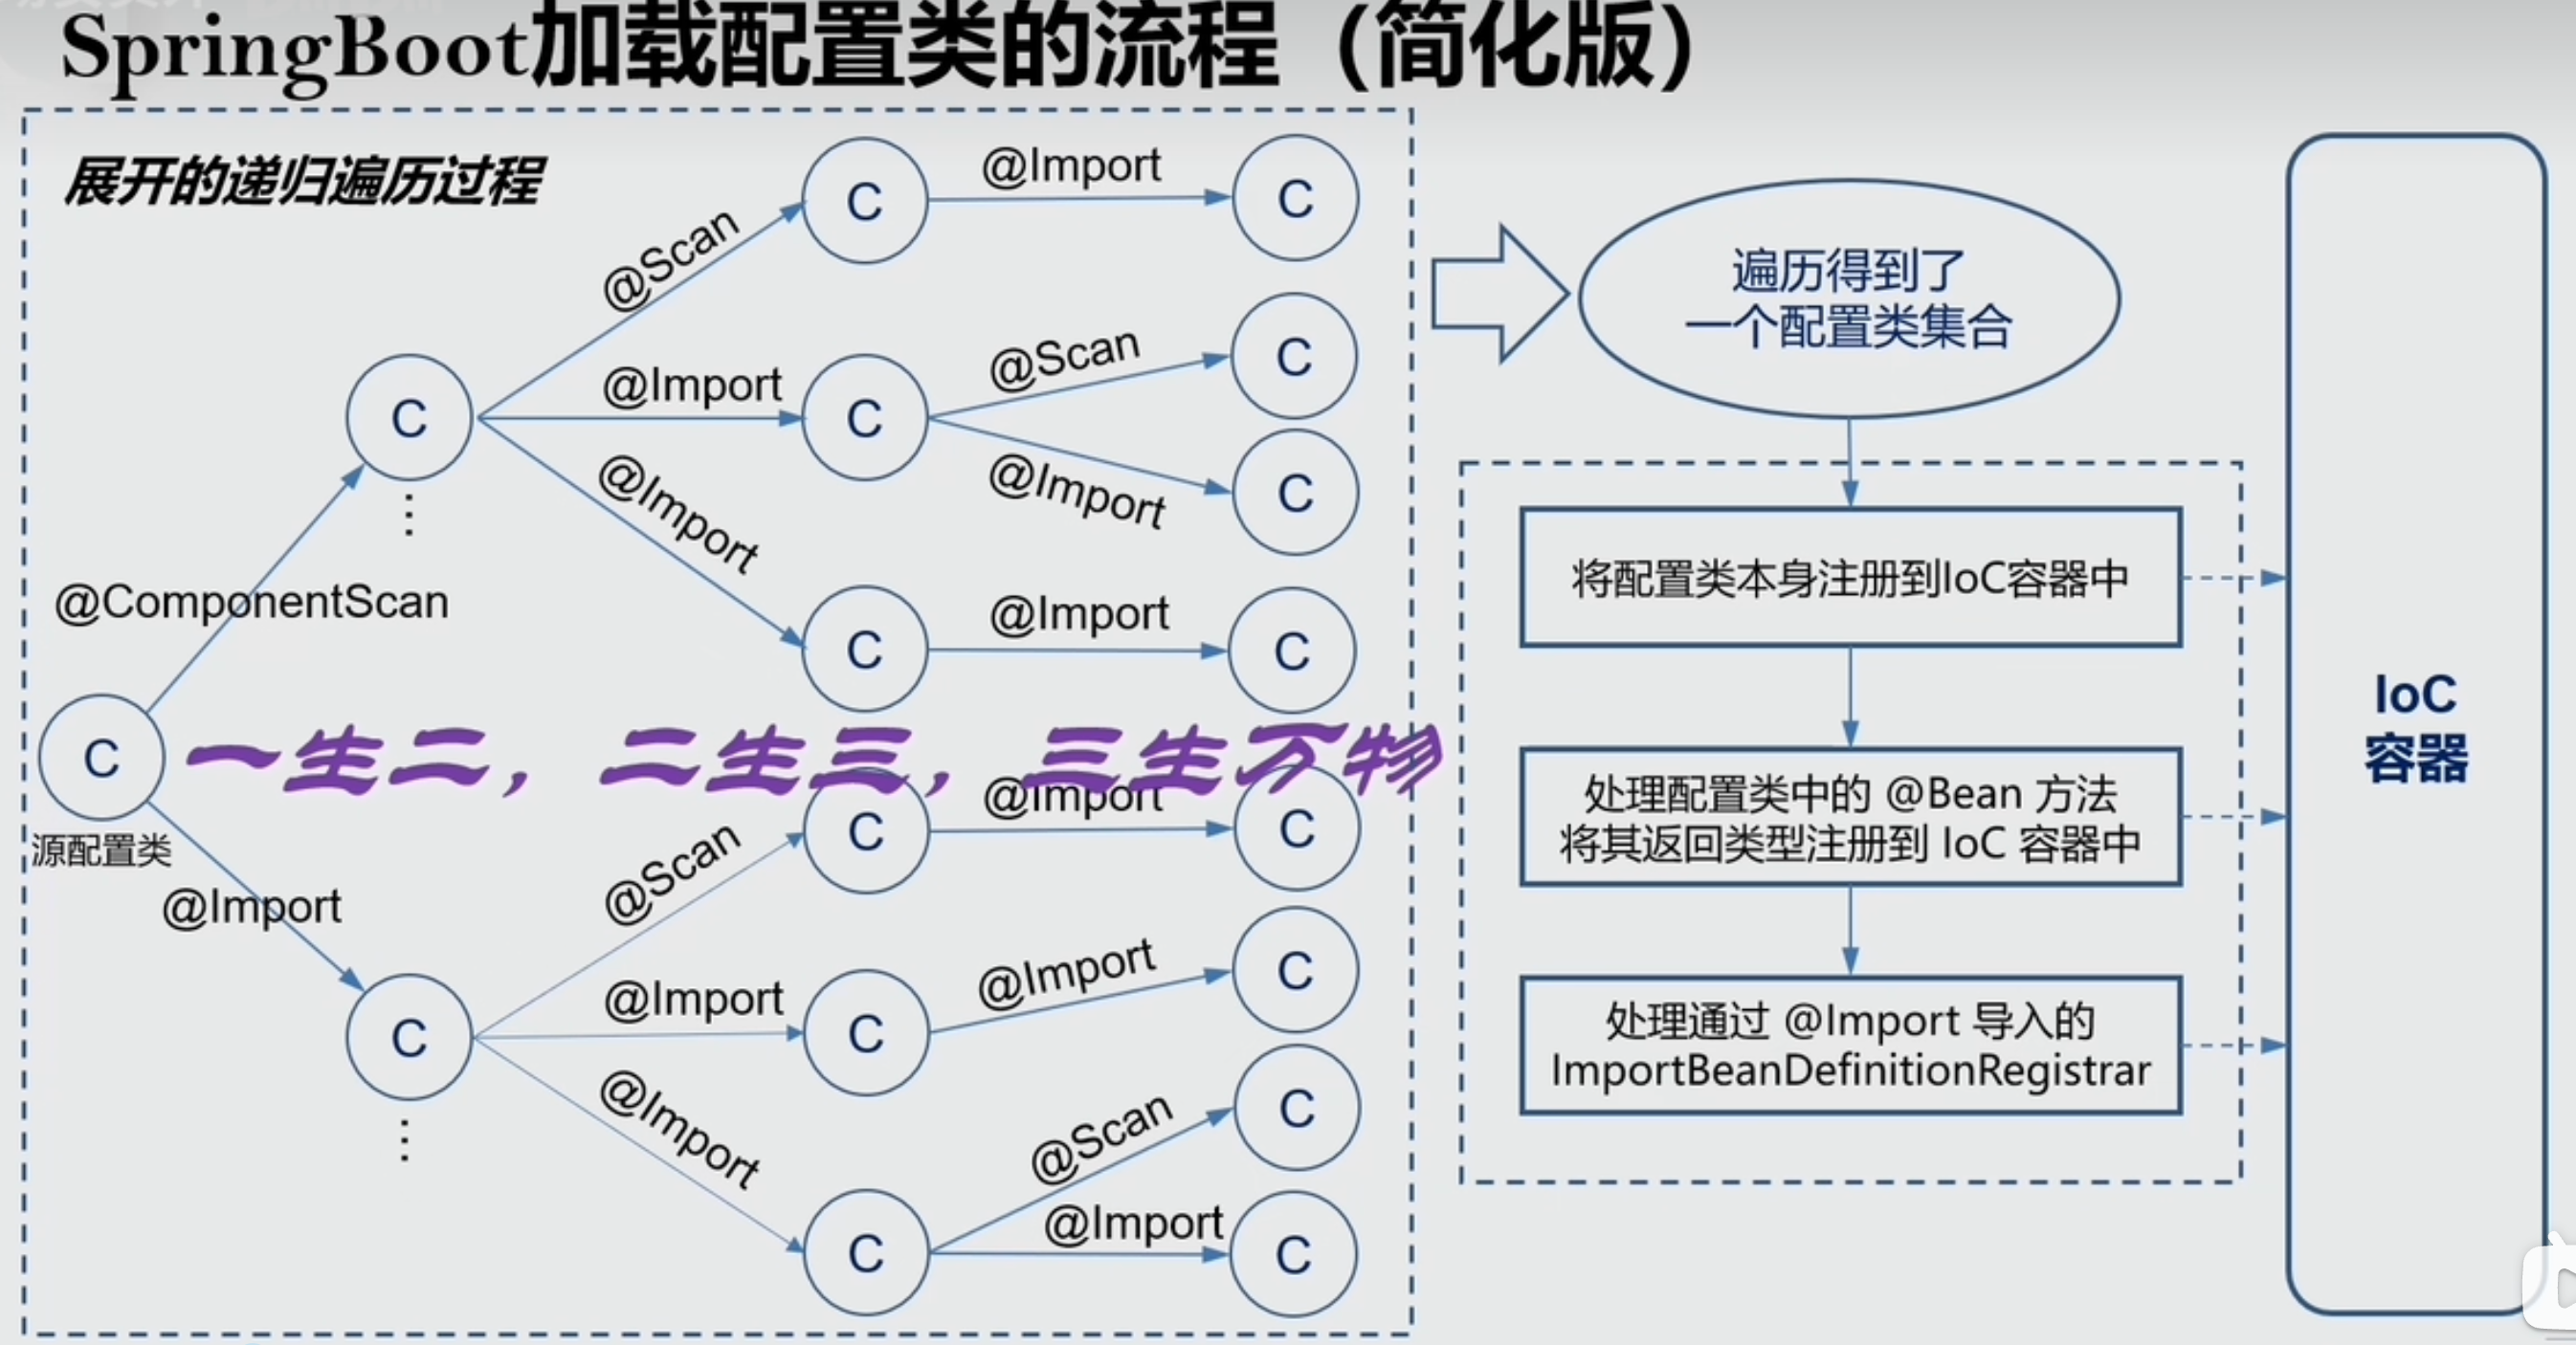 SpringBoot加载配置类的流程（简化版）
展开的递归遍历过程
C
@Import
C
@Scan
C
@Import
C
@Scan
C
@Import
C
@Import
C
@ComponentScan
C
@Import
C
C
源配置类
一生二，二生三，三生万物
@Import
C
@Scan
C
@Import
C
@Import
C
@Import
C
@Import
C
@Scan
C
@Import
C
遍历得到了
一个配置类集合
将配置类本身注册到IoC容器中
处理配置类中的 @Bean 方法
将其返回类型注册到 IoC 容器中
处理通过 @Import 导入的
ImportBeanDefinitionRegistrar
IoC
容器